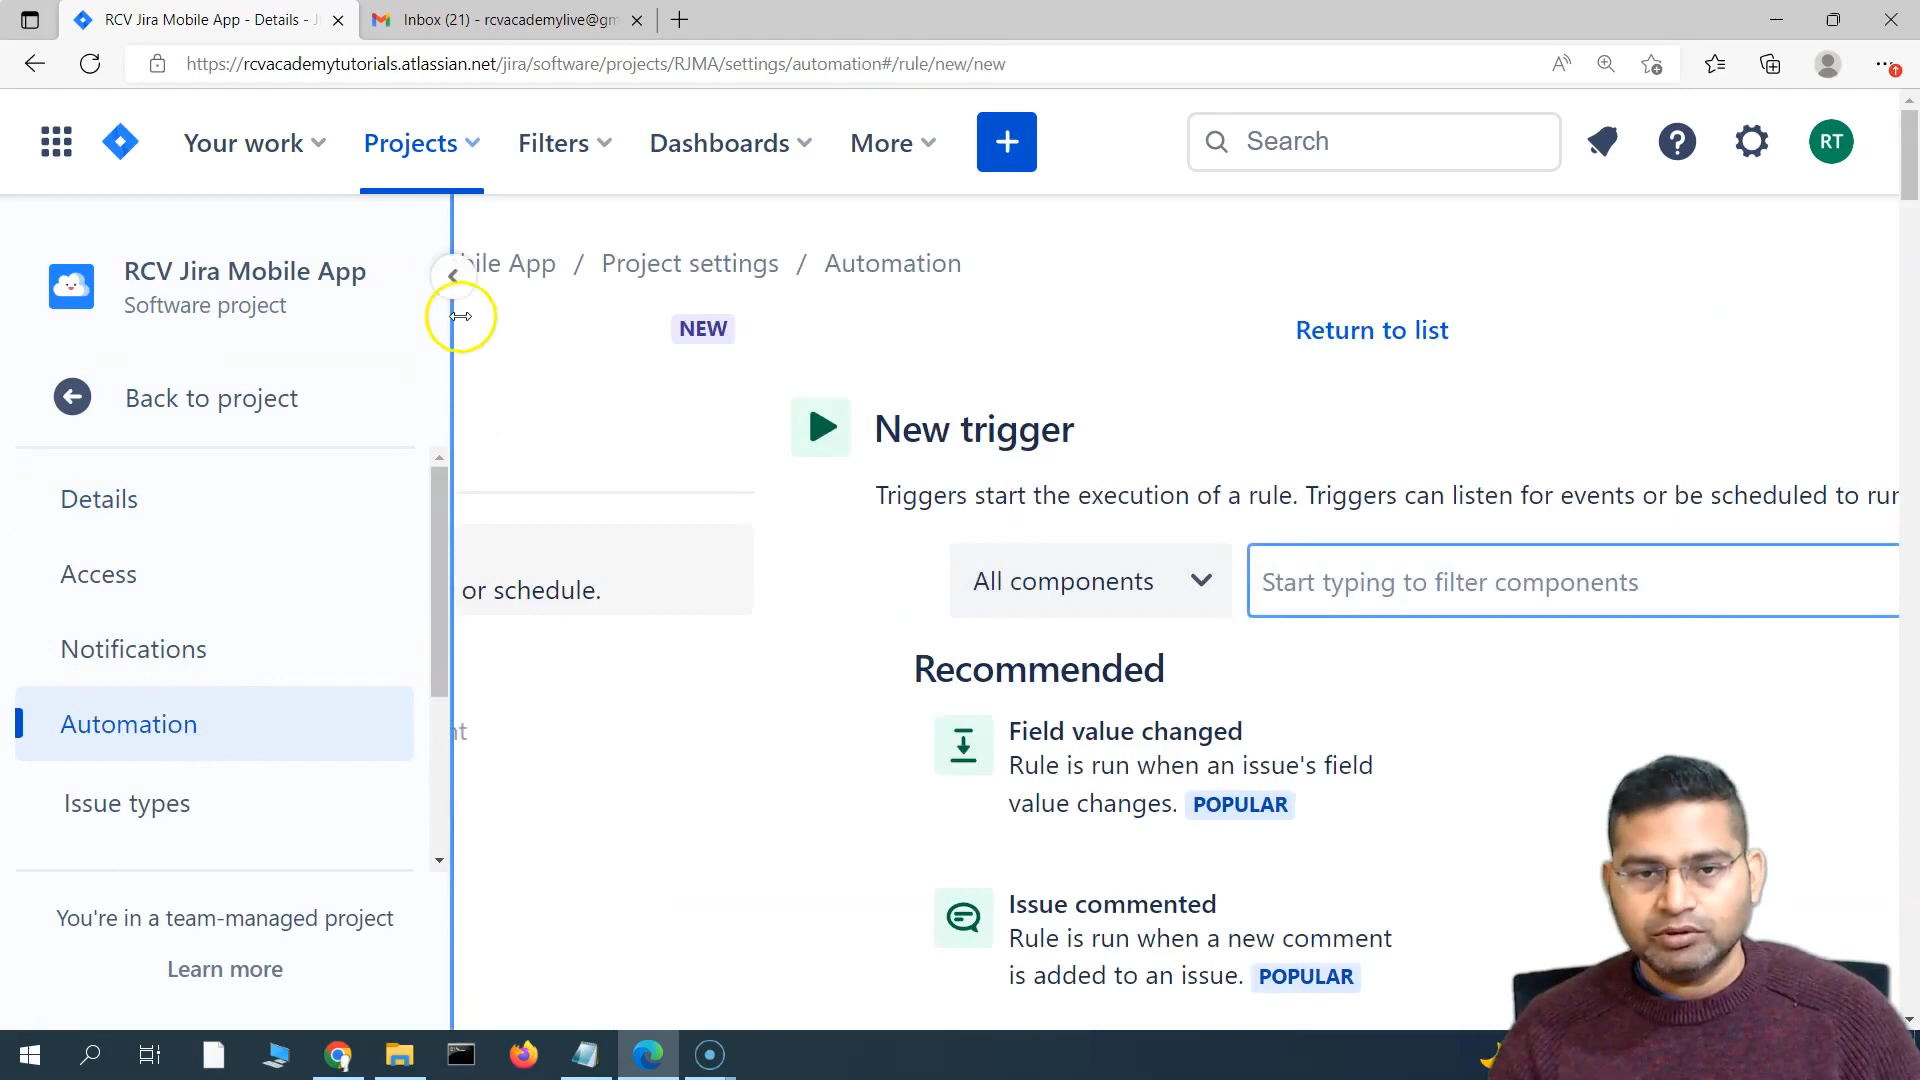 RCV Jira Mobile App - Details - J
Inbox (21) - rcvacademylive@gm
https://rcvacademytutorials.atlassian.net/jira/software/projects/RJMA/settings/automation#/rule/new/new
Your work
Projects
Filters
Dashboards
More
Search
RT
RCV Jira Mobile App
Software project
Back to project
Details
Access
Notifications
Automation
Issue types
You're in a team-managed project
Learn more
bile App / Project settings / Automation
NEW
Return to list
or schedule.
nt
New trigger
Triggers start the execution of a rule. Triggers can listen for events or be scheduled to run
All components
Start typing to filter components
Recommended
Field value changed
Rule is run when an issue's field
value changes. POPULAR
Issue commented
Rule is run when a new comment
is added to an issue. POPULAR